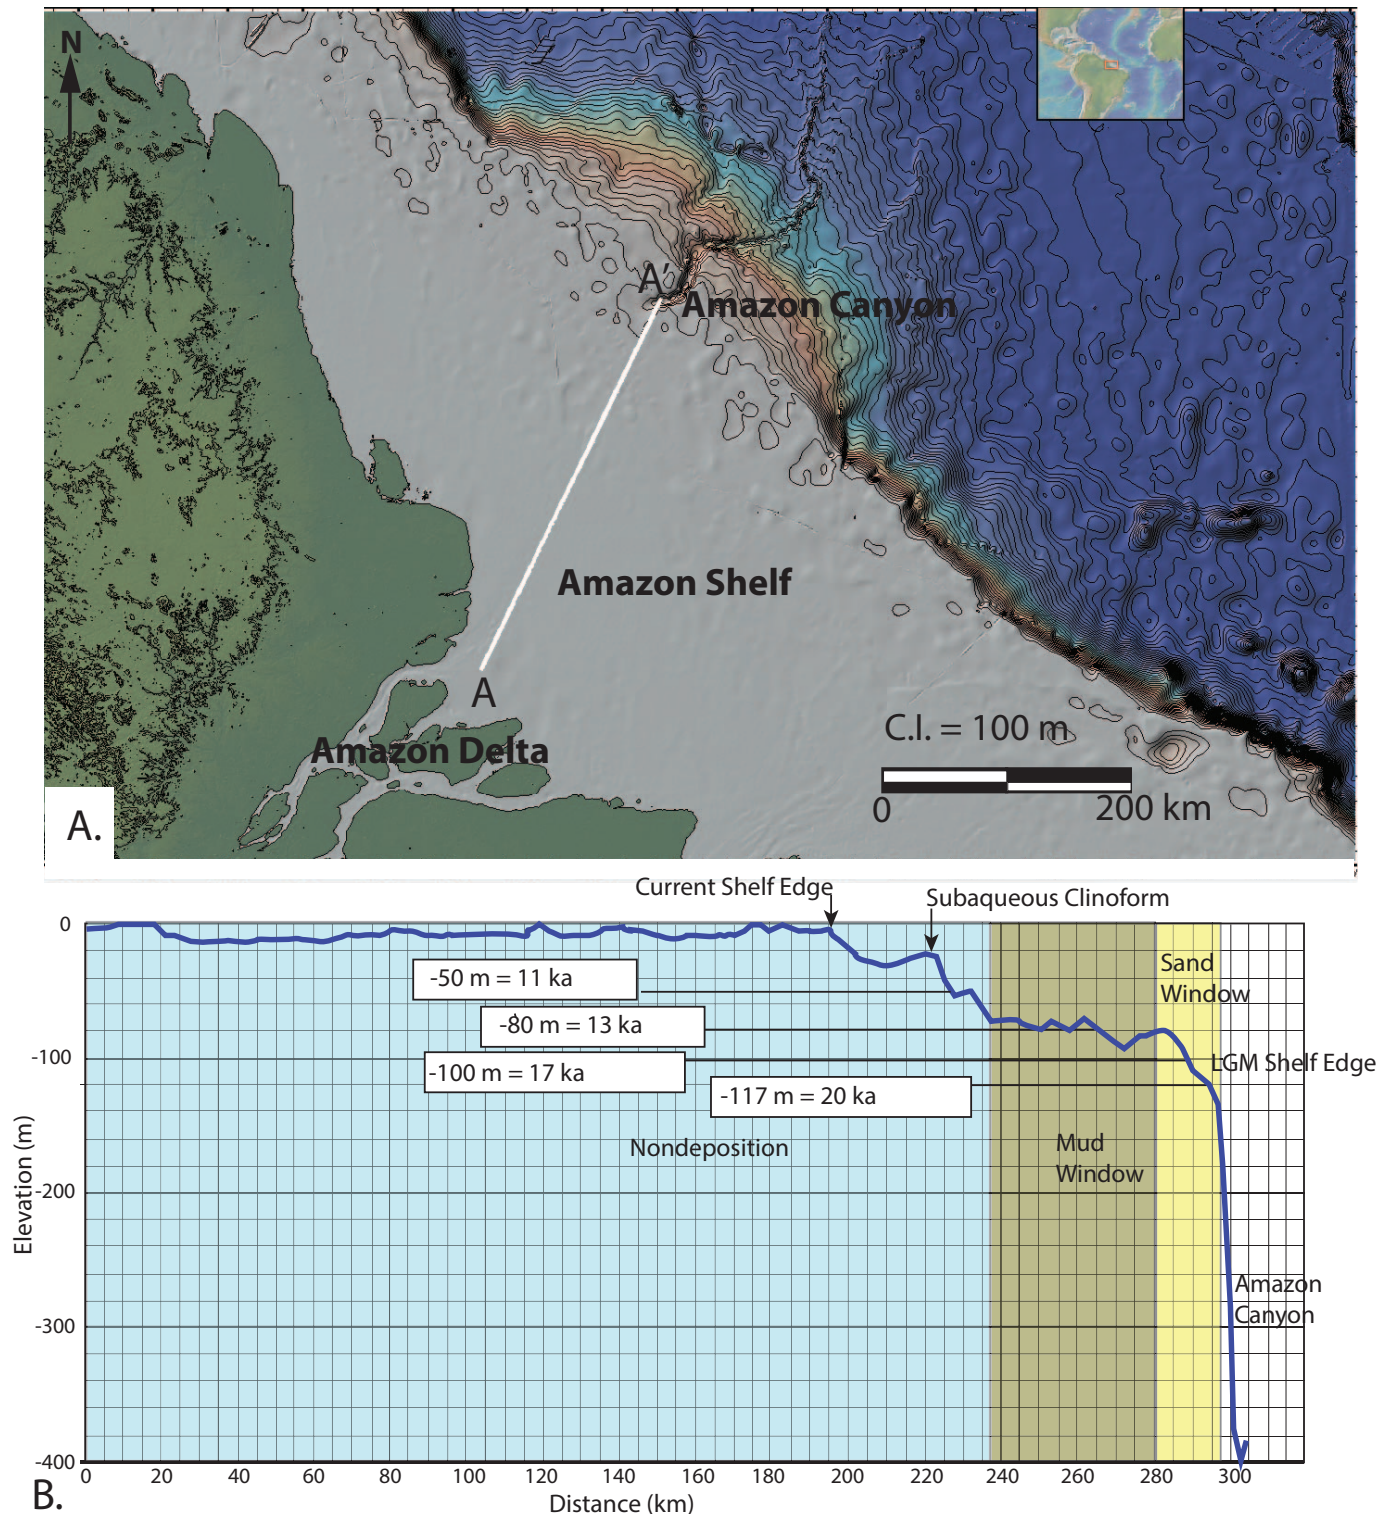 N
A'
Amazon Canyon
Amazon Shelf
A
Amazon Delta
C.I. = 100 m
0
200 km
A.
Current Shelf Edge
Subaqueous Clinoform
0
-50 m = 11 ka
-80 m = 13 ka
-100 m = 17 ka
-117 m = 20 ka
Sand
Window
-100
LGM Shelf Edge
Nondeposition
Mud
Window
-200
Elevation (m)
Amazon
Canyon
-300
-400
0 20 40 60 80 100 120 140 160 180 200 220 240 260 280 300
Distance (km)
B.